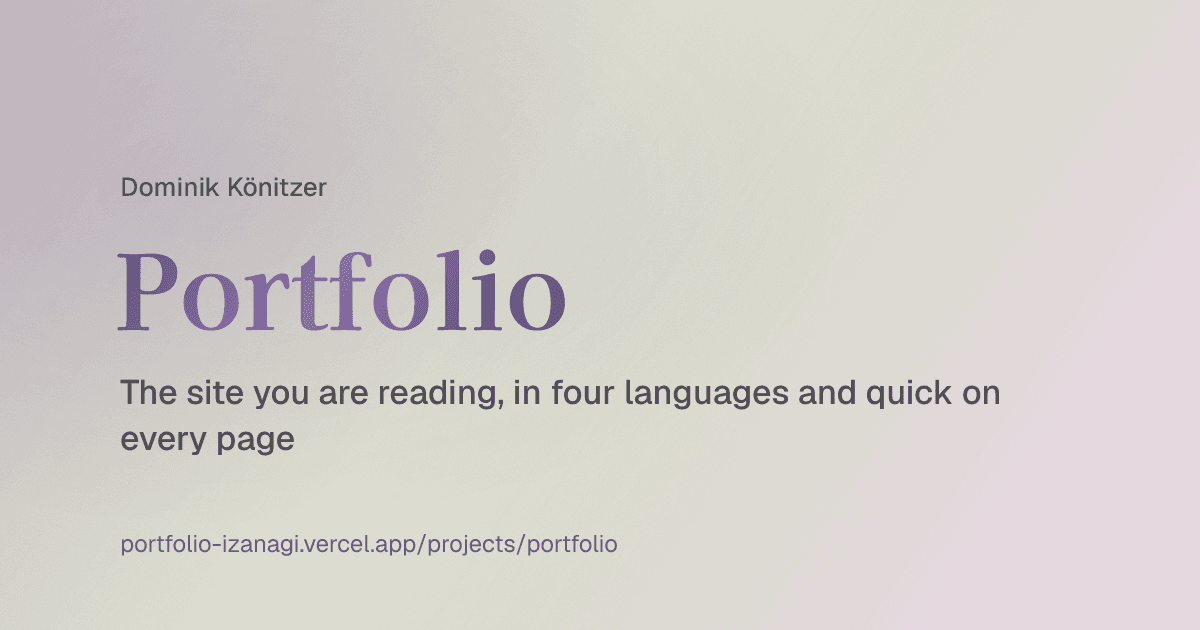 Dominik Könitzer
Portfolio
The site you are reading, in four languages and quick on
every page
portfolio-izanagi.vercel.app/projects/portfolio